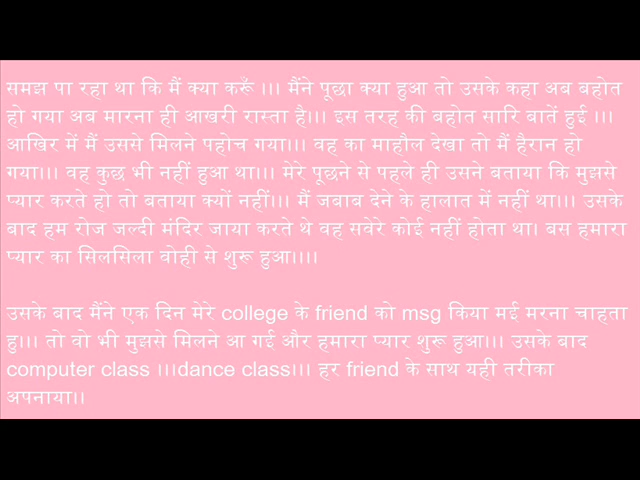 समझ पा रहा था कि मैं क्या करूँ ।।। मैंने पूछा क्या हुआ तो उसके कहा अब बहोत
हो गया अब मारना ही आखरी रास्ता है।।। इस तरह की बहोत सारि बातें हुई ।।।
आखिर में मैं उससे मिलने पहोच गया।।। वह का माहौल देखा तो मैं हैरान हो
गया।।। वह कुछ भी नहीं हुआ था।।। मेरे पूछने से पहले ही उसने बताया कि मुझसे
प्यार करते हो तो बताया क्यों नहीं।।। मैं जबाब देने के हालात में नहीं था।।। उसके
बाद हम रोज जल्दी मंदिर जाया करते थे वह सवेरे कोई नहीं होता था। बस हमारा
प्यार का सिलसिला वोही से शुरू हुआ।।।।
उसके बाद मैंने एक दिन मेरे college के friend को msg किया मई मरना चाहता
हु।।। तो वो भी मुझसे मिलने आ गई और हमारा प्यार शुरू हुआ।।। उसके बाद
computer class ।।।dance class।।। हर friend के साथ यही तरीका
अपनाया।।